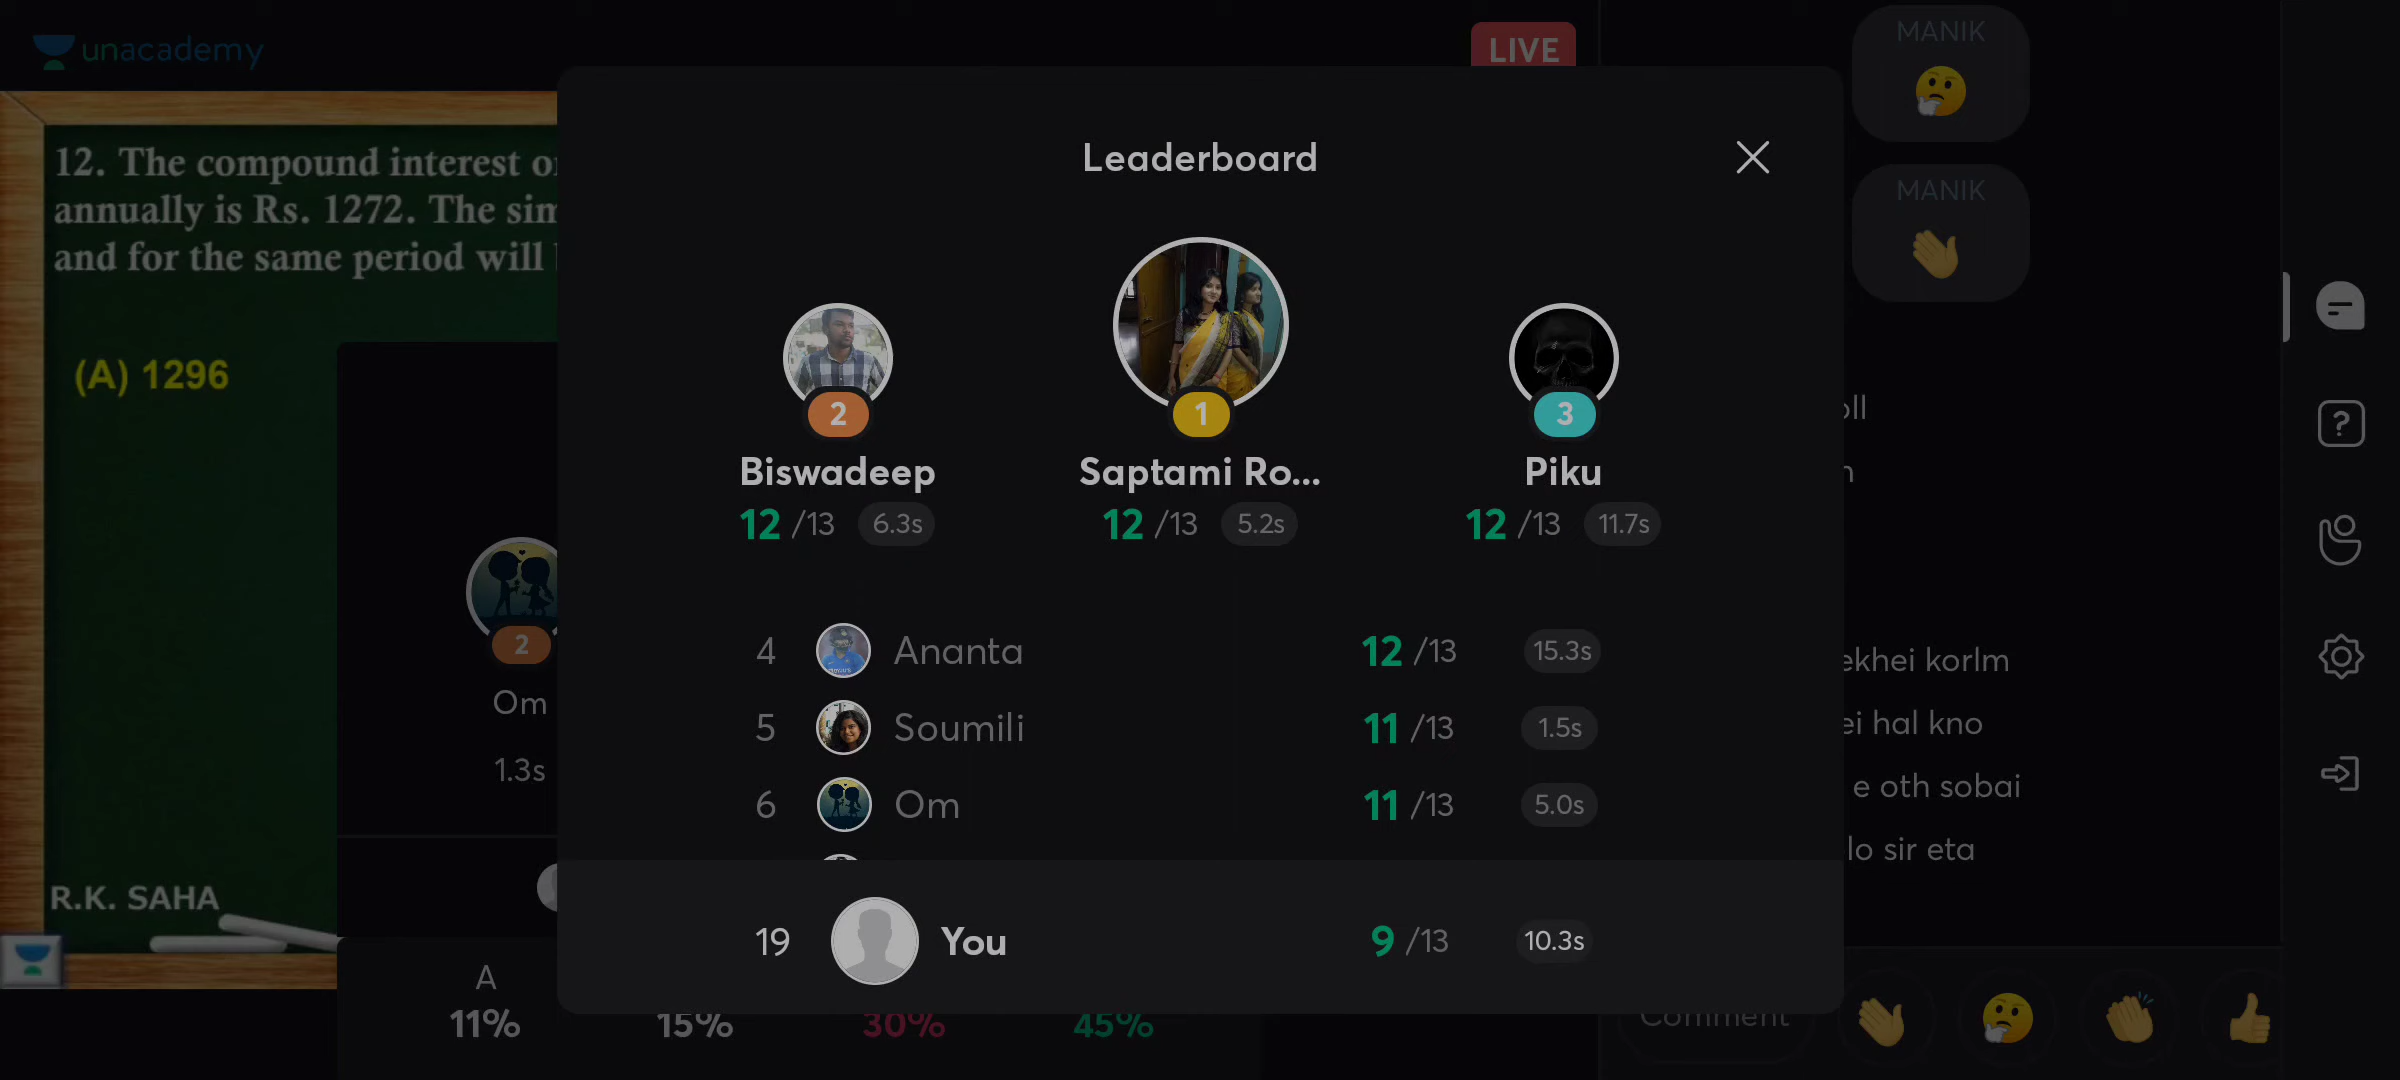 unacademy
LIVE
MANIK
MANIK
12. The compound interest
annually is Rs. 1272. The
and for the same period will
(A) 1296
Leaderboard
2
1
3
Biswadeep
Saptami Ro...
Piku
12 /13 6.3s
12 /13 5.2s
12 /13 11.7s
4 Ananta 12 /13 15.3s
5 Soumili 11 /13 1.5s
6 Om 11 /13 5.0s
19 You 9 /13 10.3s
2
Om
1.3s
R.K. SAHA
A
11%
15%
30%
45%
korlm
hal kno
e oth sobai
sir eta
?
Comment